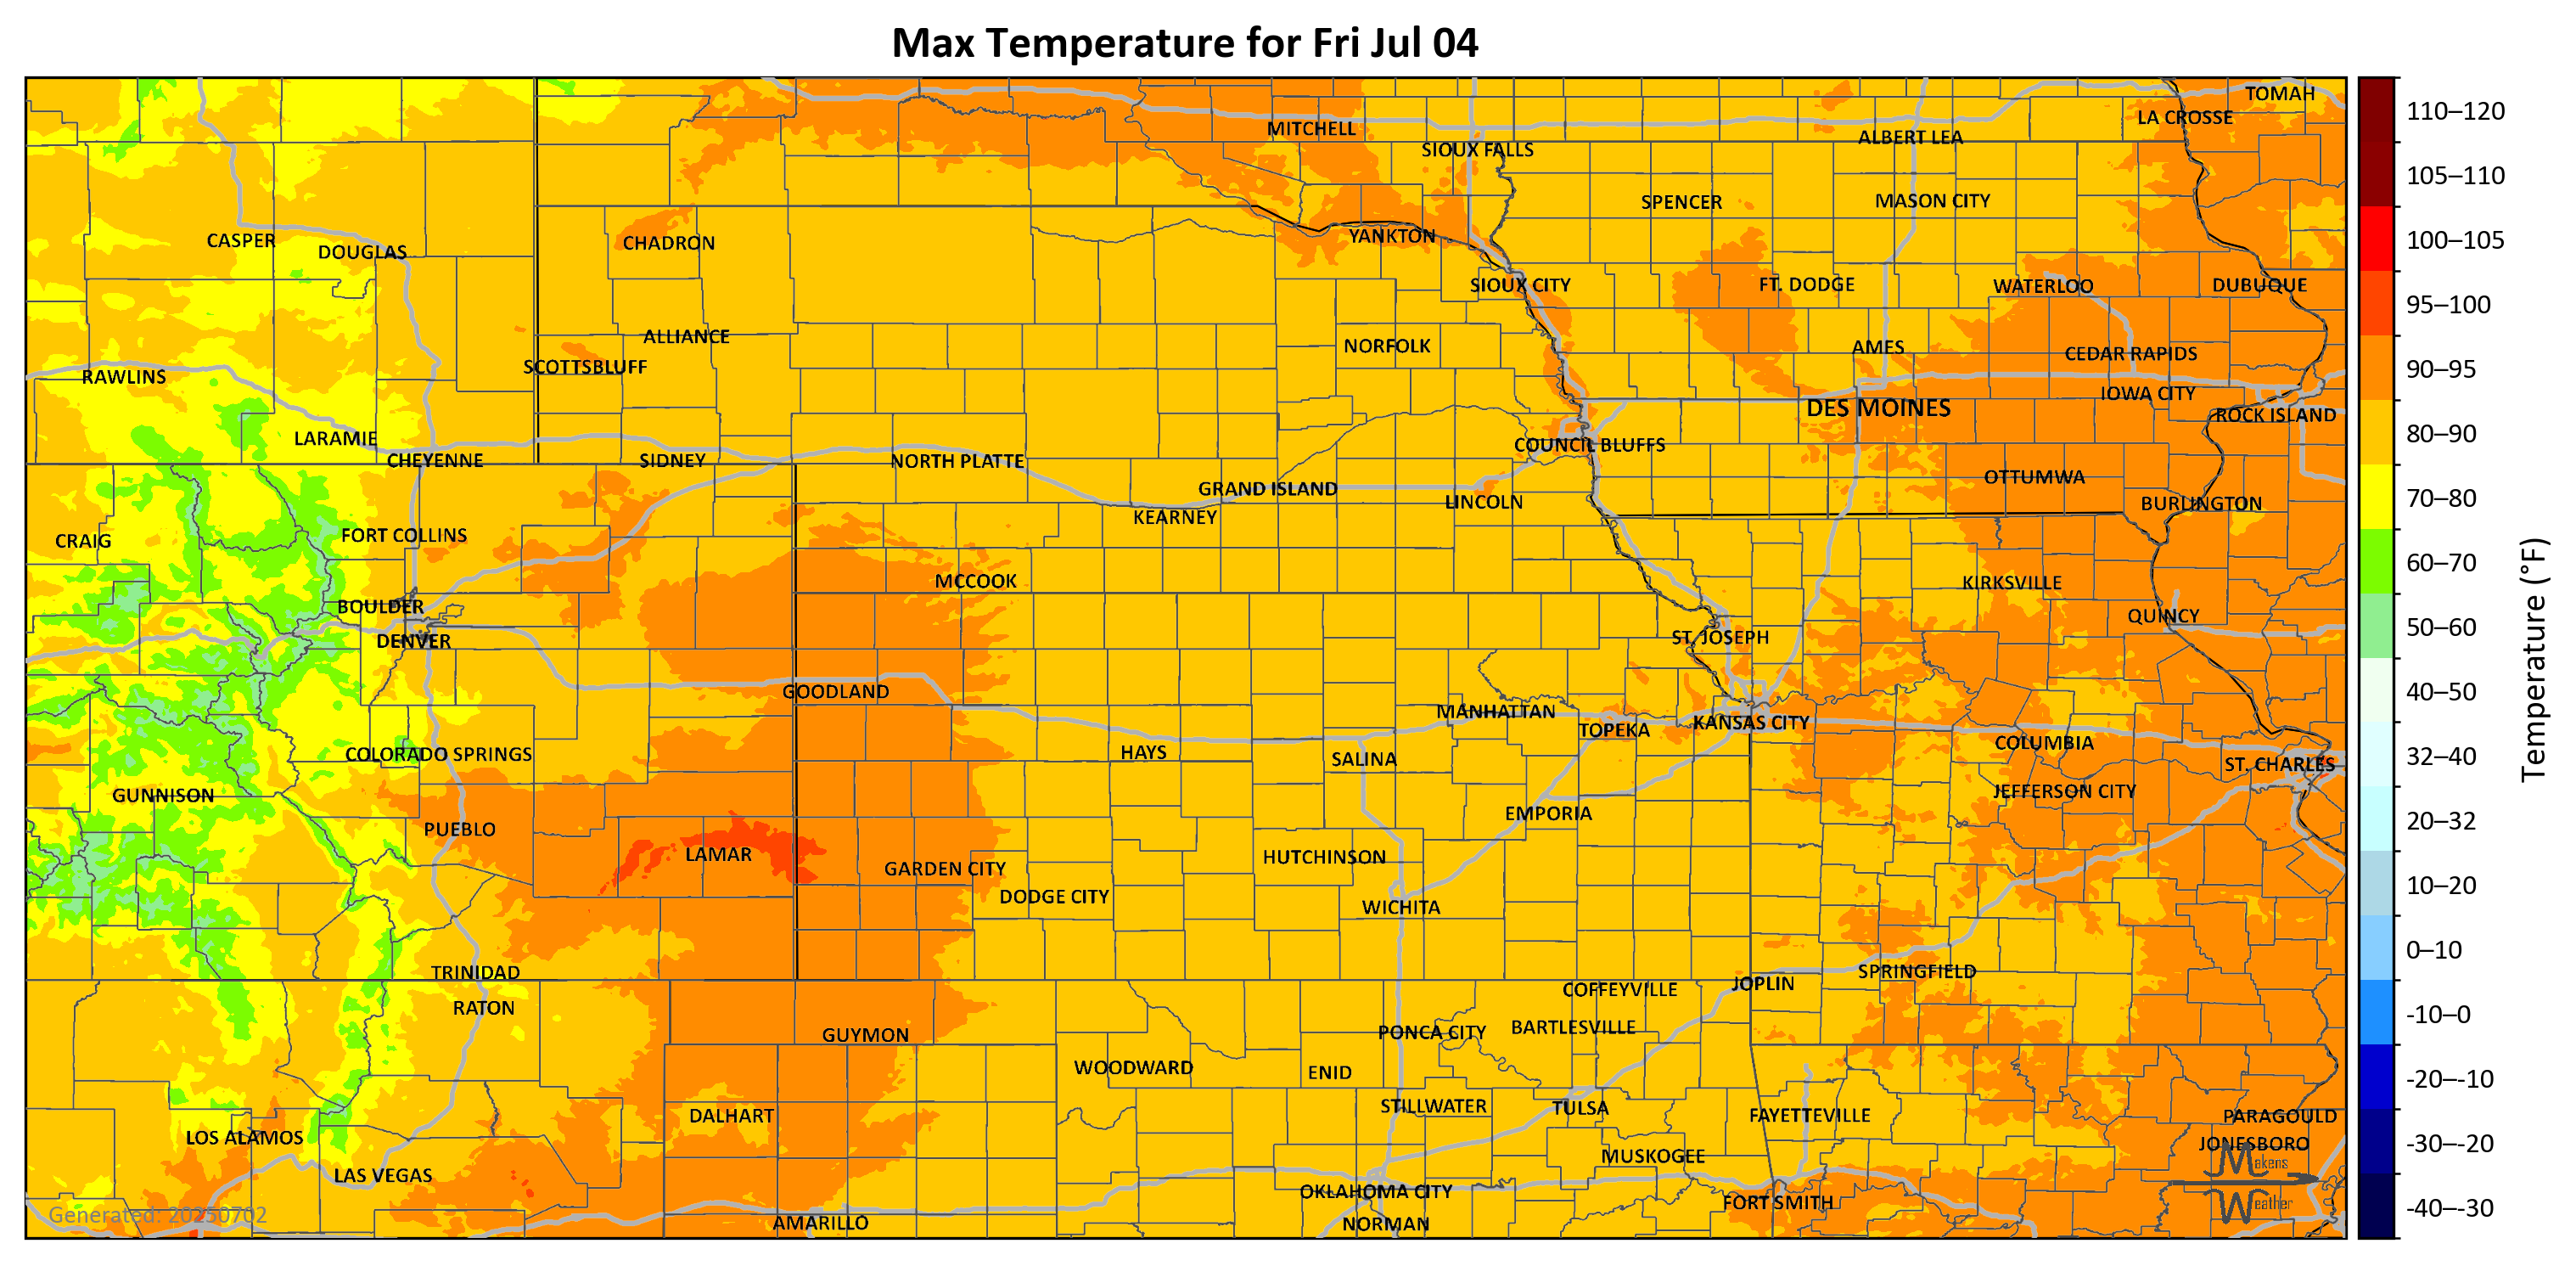 Max Temperature for Fri Jul 04
TOMAH
LA CROSSE
MITCHELL
ALBERT LEA
SIOUX FALLS
SPENCER
MASON CITY
YANKTON
CASPER
CHADRON
DOUGLAS
SIOUX CITY
FT. DODGE
WATERLOO
DUBUQUE
ALLIANCE
NORFOLK
AMES
CEDAR RAPIDS
SCOTTSBLUFF
RAWLINS
IOWA CITY
DES MOINES
ROCK ISLAND
LARAMIE
COUNCIL BLUFFS
CHEYENNE
SIDNEY
NORTH PLATTE
OTTUMWA
GRAND ISLAND
LINCOLN
BURLINGTON
KEARNEY
FORT COLLINS
CRAIG
MCCOOK
KIRKSVILLE
BOULDER
QUINCY
DENVER
ST. JOSEPH
GOODLAND
MANHATTAN
KANSAS CITY
TOPEKA
COLUMBIA
COLORADO SPRINGS
HAYS
SALINA
ST. CHARLES
GUNNISON
JEFFERSON CITY
EMPORIA
PUEBLO
LAMAR
HUTCHINSON
GARDEN CITY
DODGE CITY
WICHITA
TRINIDAD
SPRINGFIELD
JOPLIN
COFFEYVILLE
RATON
BARTLESVILLE
PONCA CITY
GUYMON
WOODWARD
ENID
STILLWATER
TULSA
DALHART
FAYETTEVILLE
PARAGOULD
LOS ALAMOS
JONESBORO
MUSKOGEE
LAS VEGAS
OKLAHOMA CITY
FORT SMITH
AMARILLO
NORMAN
Makens
Weather
Generated: 20250702
110–120
105–110
100–105
95–100
90–95
80–90
70–80
60–70
50–60
40–50
32–40
20–32
10–20
0–10
-10–0
-20–-10
-30–-20
-40–-30
Temperature (°F)